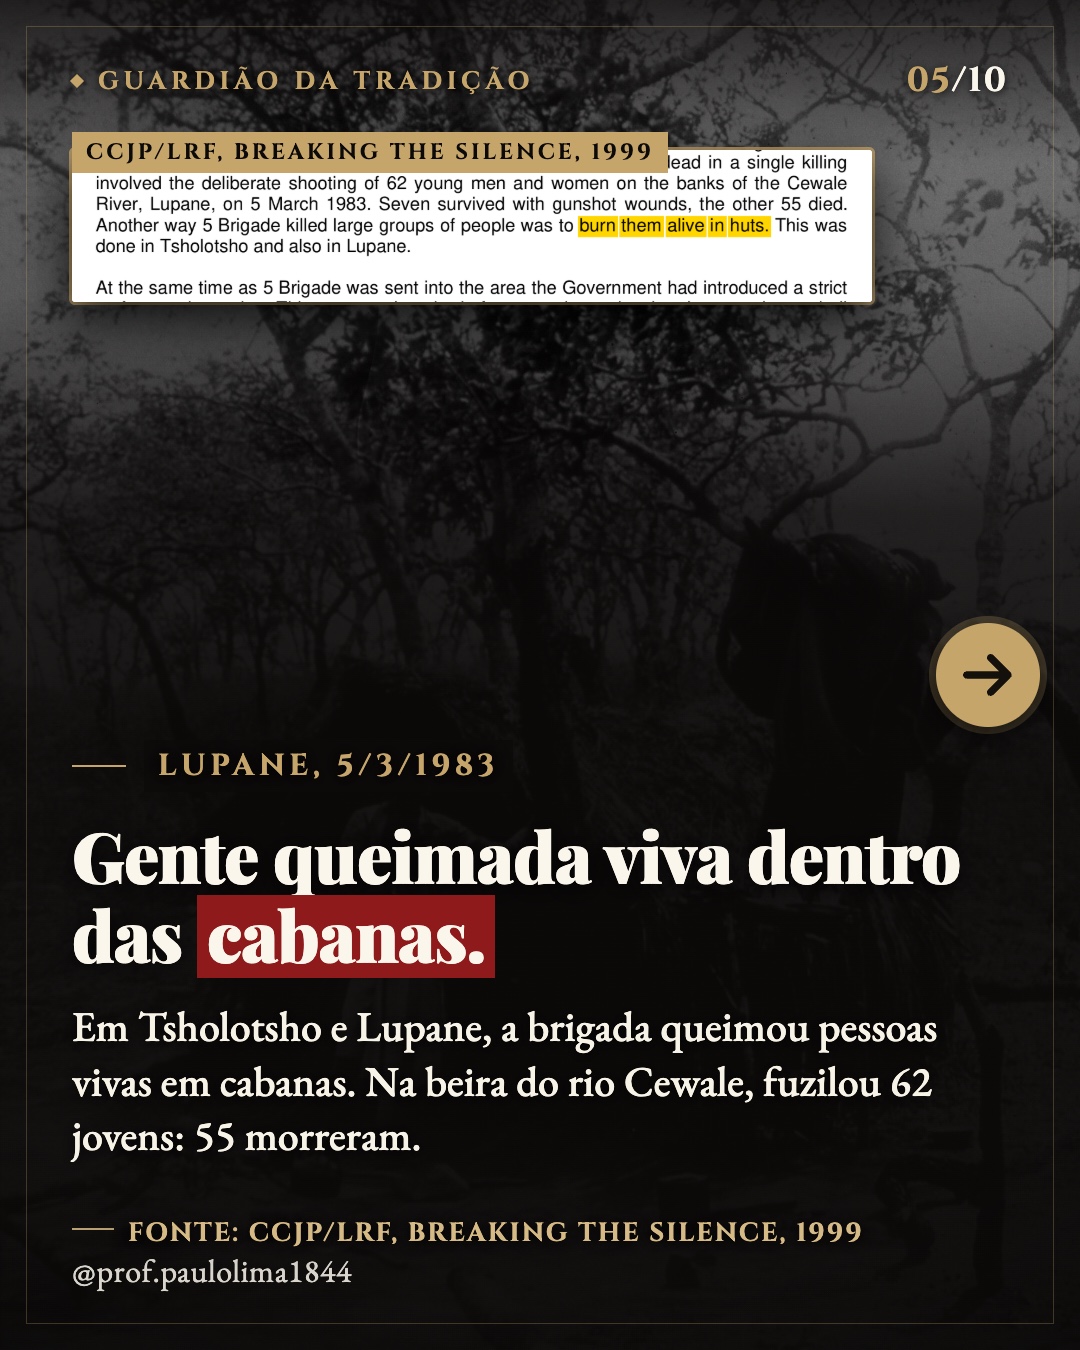 GUARDIÃO DA TRADIÇÃO
05/10
CCJP/LRF, BREAKING THE SILENCE, 1999
lead in a single killing
involved the deliberate shooting of 62 young men and women on the banks of the Cewale
River, Lupane, on 5 March 1983. Seven survived with gunshot wounds, the other 55 died.
Another way 5 Brigade killed large groups of people was to burn them alive in huts. This was
done in Tsholotsho and also in Lupane.
At the same time as 5 Brigade was sent into the area the Government had introduced a strict
LUPANE, 5/3/1983
Gente queimada viva dentro
das cabanas.
Em Tsholotsho e Lupane, a brigada queimou pessoas
vivas em cabanas. Na beira do rio Cewale, fuzilou 62
jovens: 55 morreram.
FONTE: CCJP/LRF, BREAKING THE SILENCE, 1999
@prof.paulolima1844